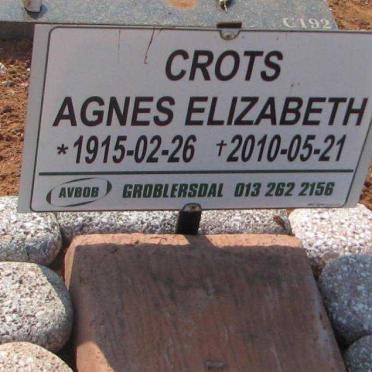 C192
CROTS
AGNES ELIZABETH
*1915-02-26 †2010-05-21
AVBOB GROBLERSDAL 013 262 2156